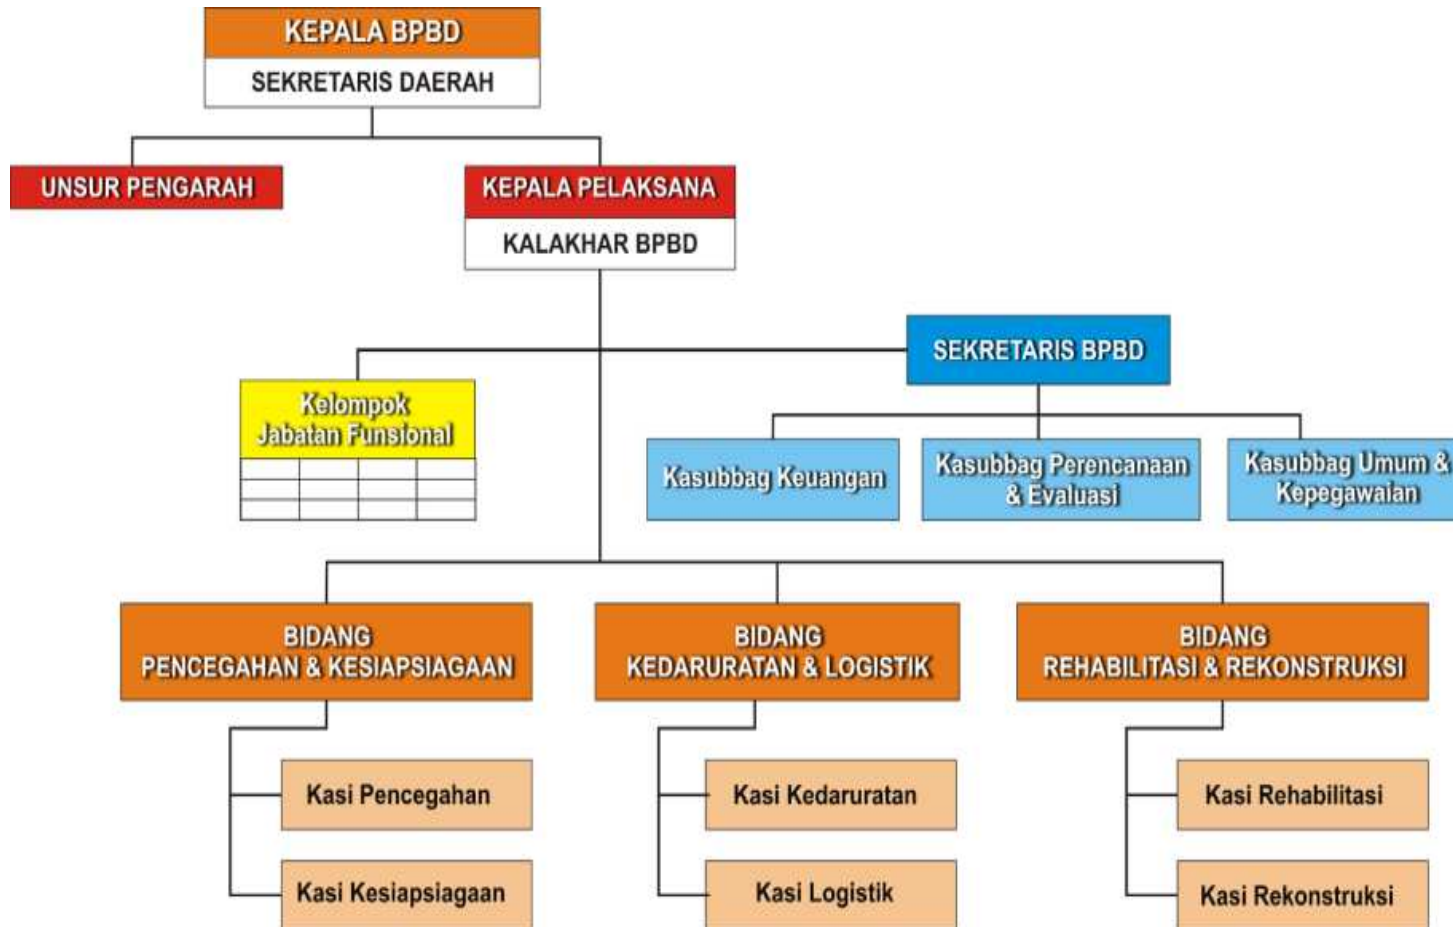 KEPALA BPBD
SEKRETARIS DAERAH
UNSUR PENGARAH
KEPALA PELAKSANA
KALAKHAR BPBD
SEKRETARIS BPBD
Kelompok
Jabatan Funsional
Kasubbag Keuangan
Kasubbag Perencanaan
& Evaluasi
Kasubbag Umum &
Kepegawaian
BIDANG
PENCEGAHAN & KESIAPSIAGAAN
BIDANG
KEDARURATAN & LOGISTIK
BIDANG
REHABILITASI & REKONSTRUKSI
Kasi Pencegahan
Kasi Kedaruratan
Kasi Rehabilitasi
Kasi Kesiapsiagaan
Kasi Logistik
Kasi Rekonstruksi